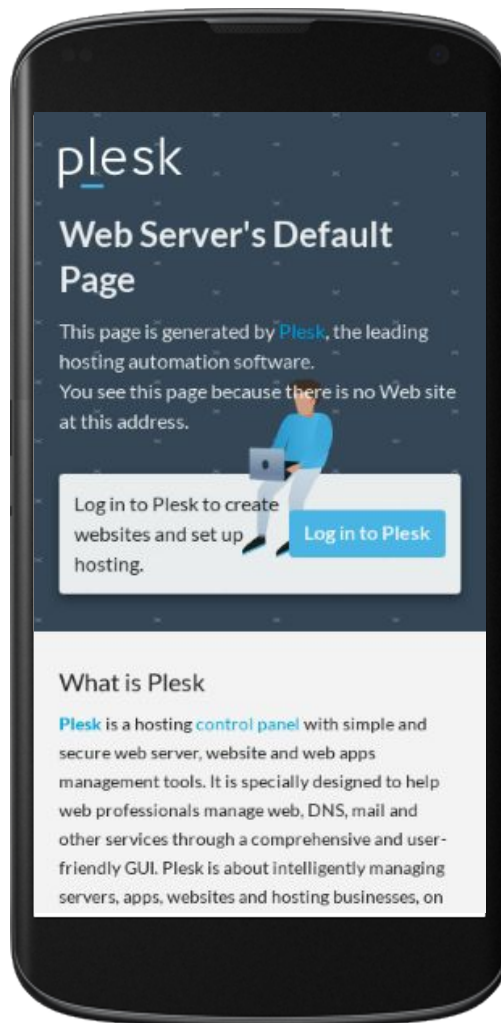 plesk
Web Server's Default
Page
This page is generated by Plesk, the leading
hosting automation software.
You see this page because there is no Web site
at this address.
Log in to Plesk to create
websites and set up
hosting.
Log in to Plesk
What is Plesk
Plesk is a hosting control panel with simple and
secure web server, website and web apps
management tools. It is specially designed to help
web professionals manage web, DNS, mail and
other services through a comprehensive and user-
friendly GUI. Plesk is about intelligently managing
servers, apps, websites and hosting businesses, on